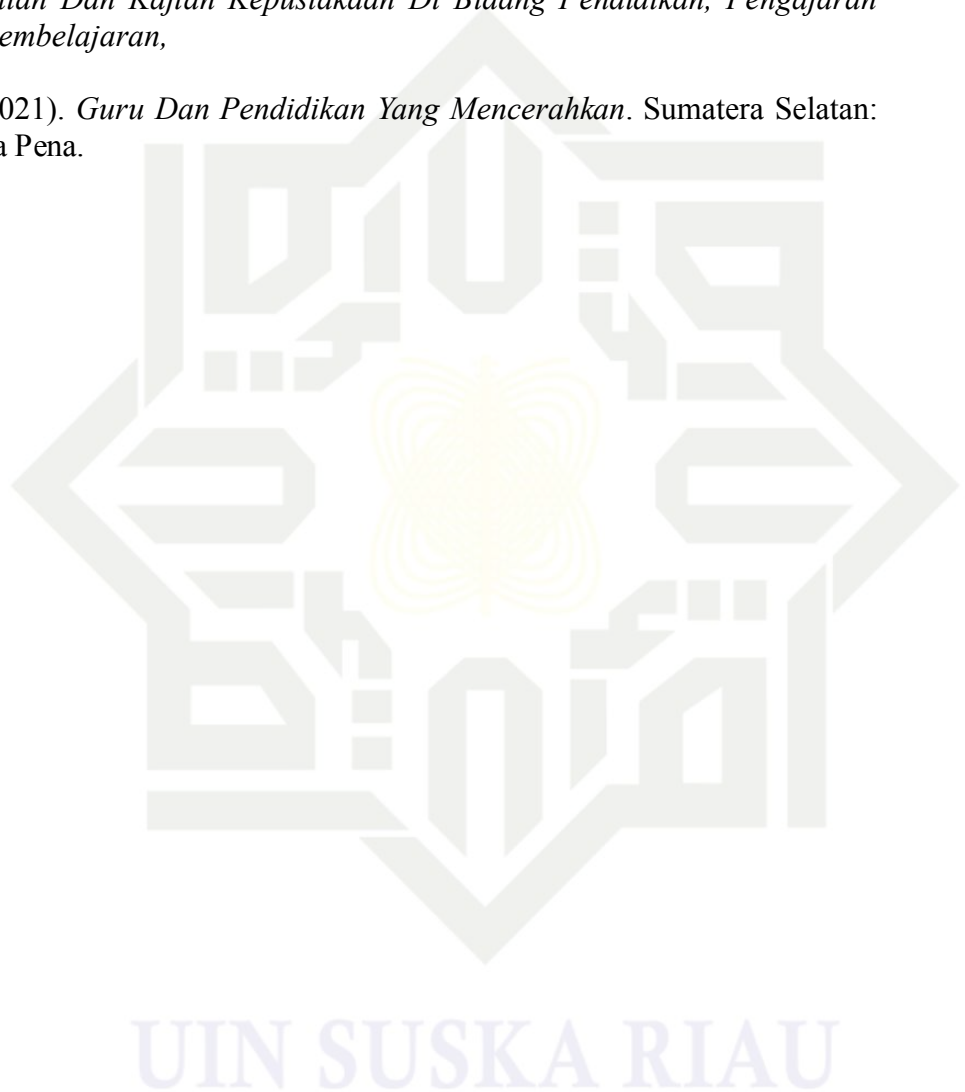 Dan Kajian Kepustakaan Di Bidang Pendidikan, Pengajaran
embelajaran,
021). Guru Dan Pendidikan Yang Mencerahkan. Sumatera Selatan:
a Pena.
UIN SUSKA RIAU